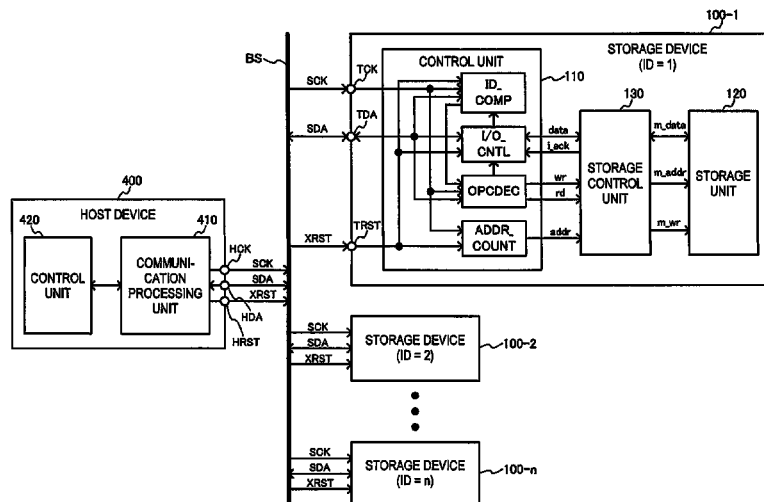 100-1
BS
STORAGE DEVICE
(ID = 1)
CONTROL UNIT
110
SCK
TCK
ID_
COMP
130
120
SDA
TDA
I/O_
CNTL
data
i_ack
m_data
STORAGE
CONTROL
UNIT
STORAGE
UNIT
OPCDEC
wr
rd
m_addr
XRST
TRST
ADDR_
COUNT
addr
m_wr
400
HOST DEVICE
420
410
CONTROL
UNIT
COMMUNI-
CATION
PROCESSING
UNIT
HCK
SCK
SDA
XRST
HDA
HRST
SCK
SDA
XRST
STORAGE DEVICE
(ID = 2)
100-2
SCK
SDA
XRST
STORAGE DEVICE
(ID = n)
100-n